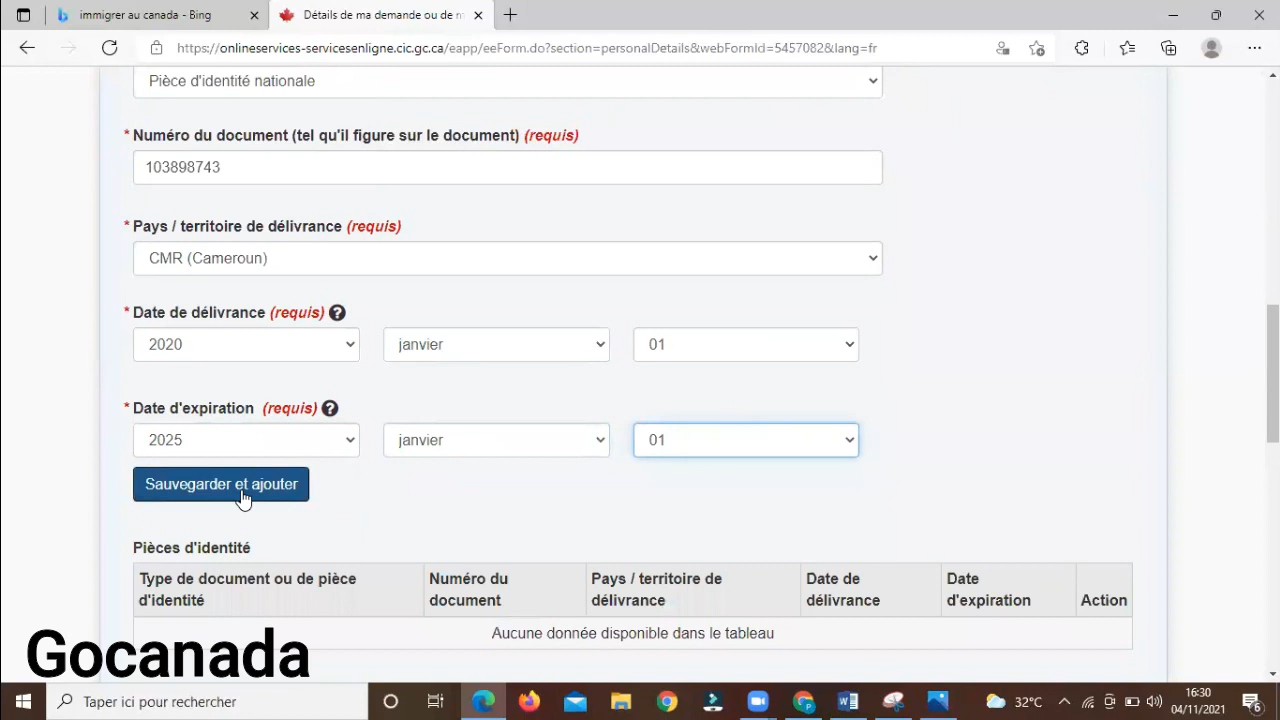 immigrer au canada - Bing
Détails de ma demande ou de m
https://onlineservices-servicesenligne.cic.gc.ca/eapp/eeForm.do?section=personalDetails&webFormId=5457082&lang=fr
Pièce d'identité nationale
* Numéro du document (tel qu'il figure sur le document) (requis)
103898743
* Pays / territoire de délivrance (requis)
CMR (Cameroun)
* Date de délivrance (requis) ?
2020 janvier 01
* Date d'expiration (requis) ?
2025 janvier 01
Sauvegarder et ajouter
Pièces d'identité
Type de document ou de pièce d'identité
Numéro du document
Pays / territoire de délivrance
Date de délivrance
Date d'expiration
Action
Aucune donnée disponible dans le tableau
Gocanada
Taper ici pour rechercher
32°C
16:30
04/11/2021
6